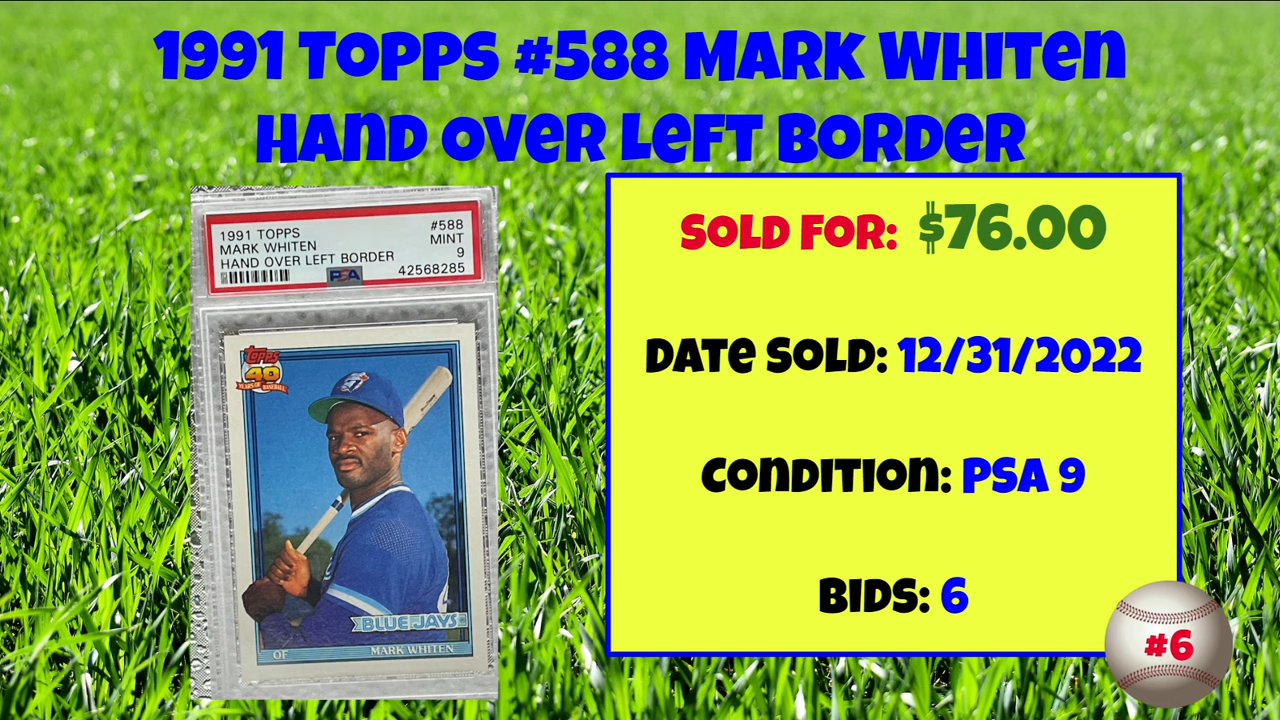 1991 TOPPS #588 MARK WHITEN
HAND OVER LEFT BORDER
SOLD FOR: $76.00
DATE SOLD: 12/31/2022
CONDITION: PSA 9
BIDS: 6
#6
1991 TOPPS #588
MARK WHITEN MINT
HAND OVER LEFT BORDER 9
PSA 42568285
Topps
40
YEARS OF BASEBALL
BLUE JAYS
OF MARK WHITEN